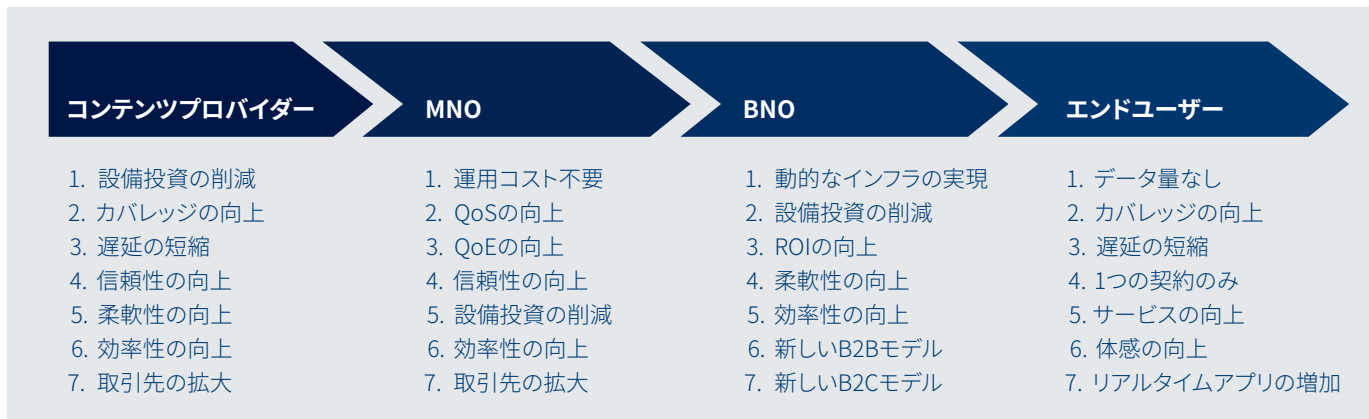 コンテンツプロバイダー
1. 設備投資の削減
2. カバレッジの向上
3. 遅延の短縮
4. 信頼性の向上
5. 柔軟性の向上
6. 効率性の向上
7. 取引先の拡大
MNO
1. 運用コスト不要
2. QoSの向上
3. QoEの向上
4. 信頼性の向上
5. 設備投資の削減
6. 効率性の向上
7. 取引先の拡大
BNO
1. 動的なインフラの実現
2. 設備投資の削減
3. ROIの向上
4. 柔軟性の向上
5. 効率性の向上
6. 新しいB2Bモデル
7. 新しいB2Cモデル
エンドユーザー
1. データ量なし
2. カバレッジの向上
3. 遅延の短縮
4. 1つの契約のみ
5. サービスの向上
6. 体感の向上
7. リアルタイムアプリの増加